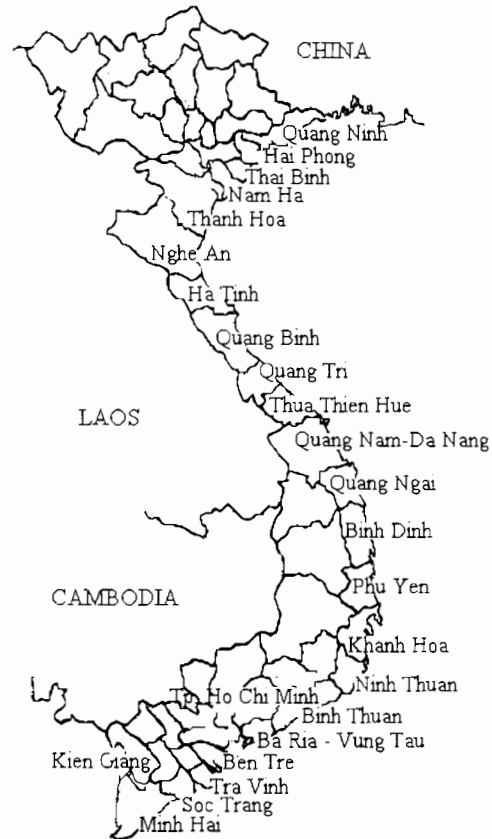 CHINA
Quang Ninh
Hai Phong
Thai Binh
Nam Ha
Thanh Hoa
Nghe An
Ha Tinh
Quang Binh
Quang Tri
Thua Thien Hue
LAOS
Quang Nam-Da Nang
Quang Ngai
Binh Dinh
Phu Yen
CAMBODIA
Khanh Hoa
Ninh Thuan
Tp. Ho Chi Minh
Binh Thuan
Ba Ria - Vung Tau
Kien Giang
Ben Tre
Tra Vinh
Soc Trang
Minh Hai